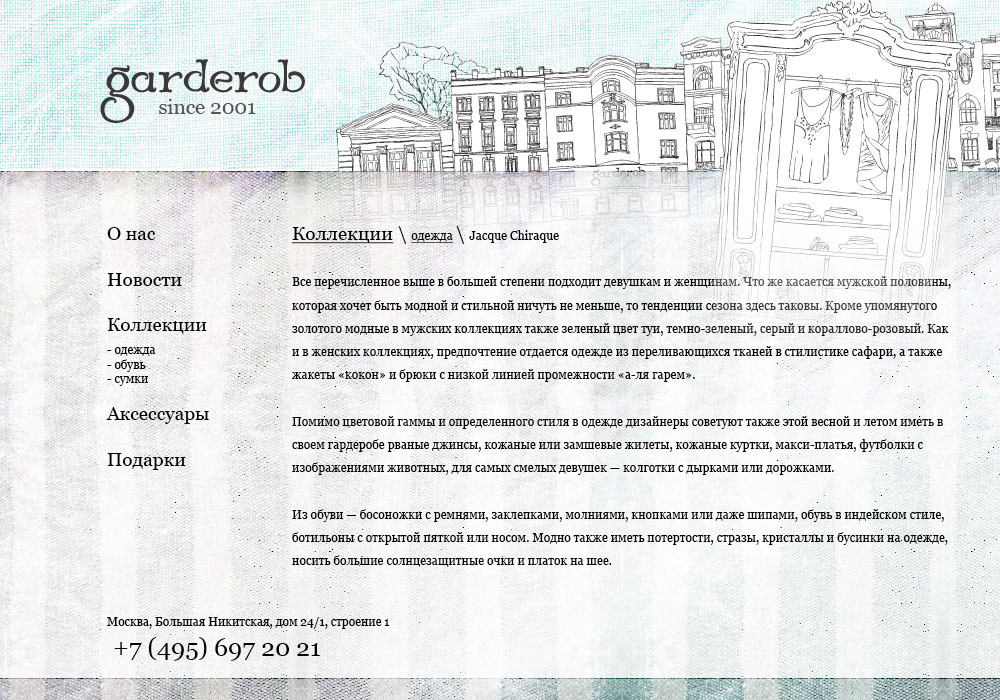 garderob
since 2001
О нас
Новости
Коллекции
- одежда
- обувь
- сумки
Аксессуары
Подарки
Коллекции \ одежда \ Jacque Chiraque
Все перечисленное выше в большей степени подходит девушкам и женщинам. Что же касается мужской половины,
которая хочет быть модной и стильной ничуть не меньше, то тенденции сезона здесь таковы. Кроме упомянутого
золотого модные в мужских коллекциях также зеленый цвет туи, темно-зеленый, серый и кораллово-розовый. Как
и в женских коллекциях, предпочтение отдается одежде из переливающихся тканей в стилистике сафари, а также
жакеты «кокон» и брюки с низкой линией промежности «а-ля гарем».
Помимо цветовой гаммы и определенного стиля в одежде дизайнеры советуют также этой весной и летом иметь в
своем гардеробе рваные джинсы, кожаные или замшевые жилеты, кожаные куртки, макси-платья, футболки с
изображениями животных, для самых смелых девушек — колготки с дырками или дорожками.
Из обуви — босоножки с ремнями, заклепками, молниями, кнопками или даже шипами, обувь в индейском стиле,
ботильоны с открытой пяткой или носом. Модно также иметь потертости, стразы, кристаллы и бусинки на одежде,
носить большие солнцезащитные очки и платок на шее.
Москва, Большая Никитская, дом 24/1, строение 1
+7 (495) 697 20 21